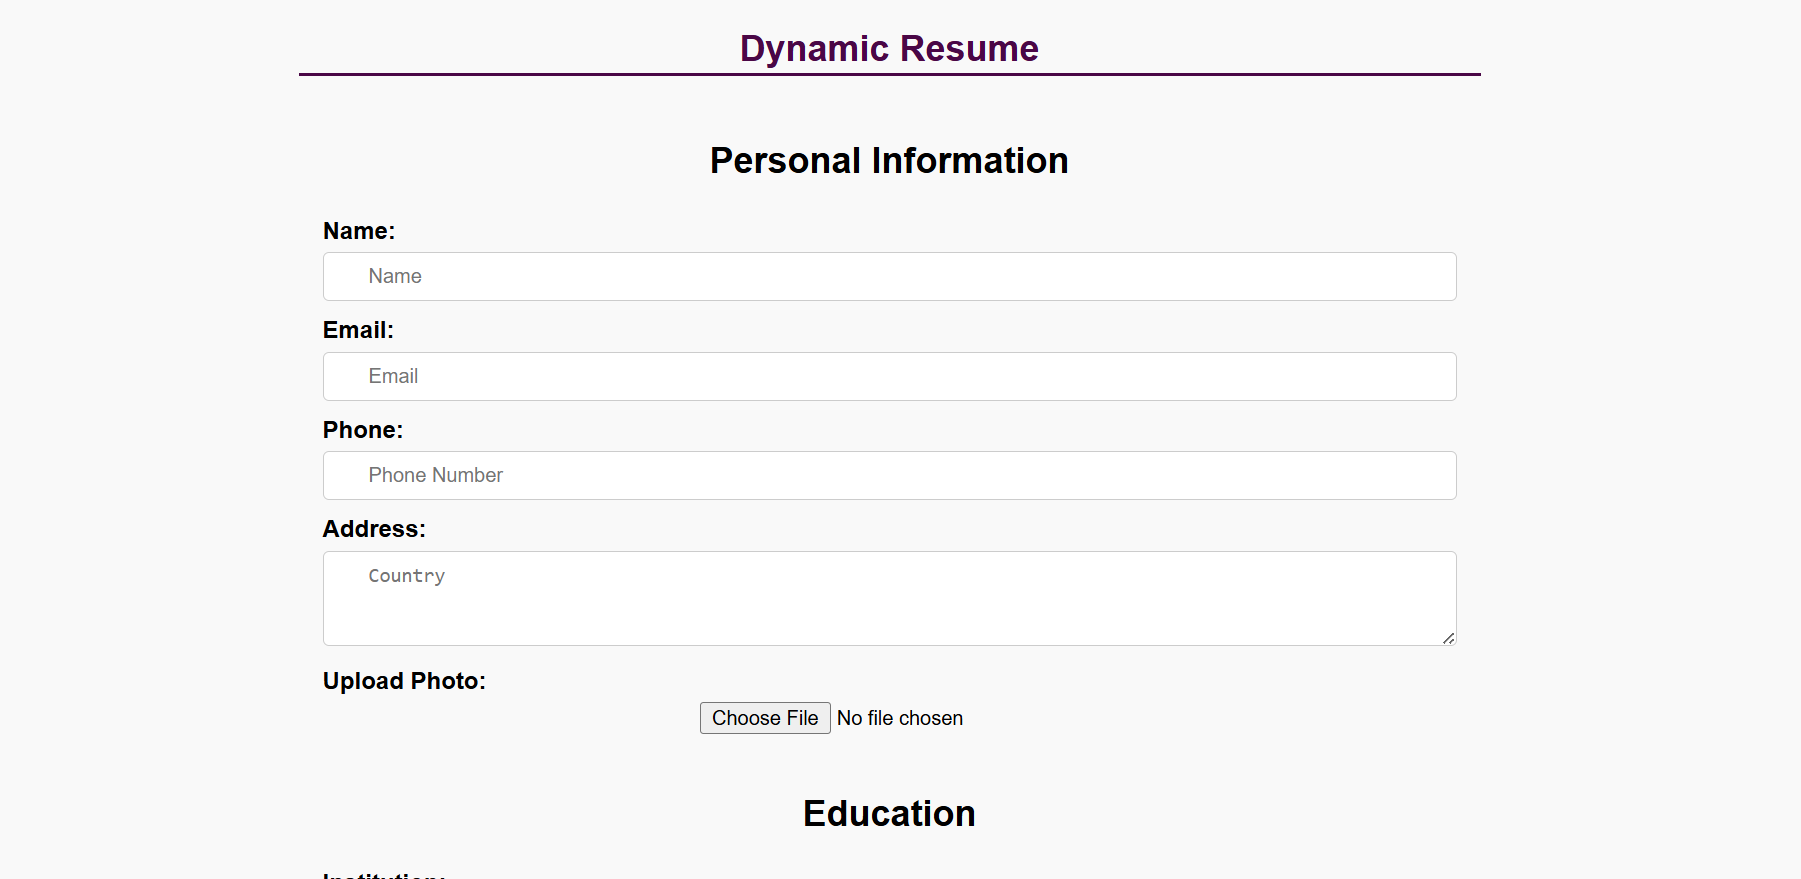 Dynamic Resume
Personal Information
Name:
Name
Email:
Email
Phone:
Phone Number
Address:
Country
Upload Photo:
Choose File No file chosen
Education
Institution: